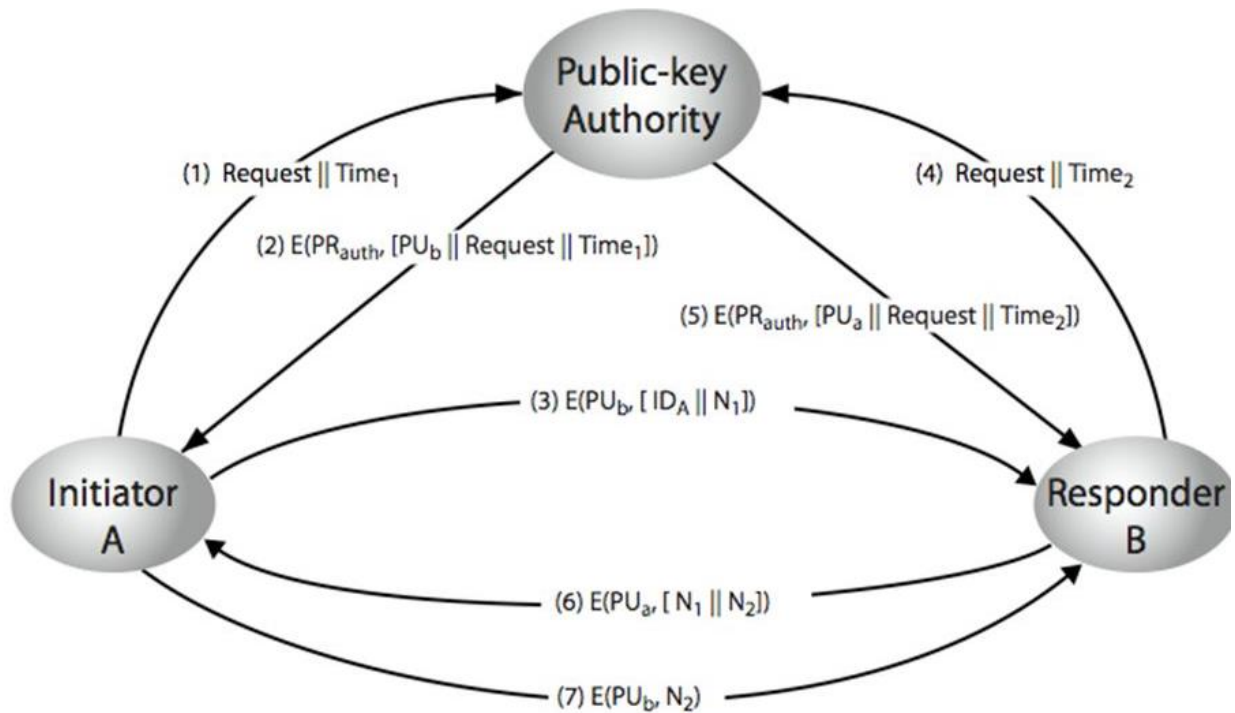 Public-key
Authority
(1) Request || Time₁
(4) Request || Time₂
(2) E(PRauth, [PUb || Request || Time₁])
(5) E(PRauth, [PUa || Request || Time₂])
(3) E(PUb, [ IDA || N₁])
Initiator
A
Responder
B
(6) E(PUa, [ N₁ || N₂])
(7) E(PUb, N₂)